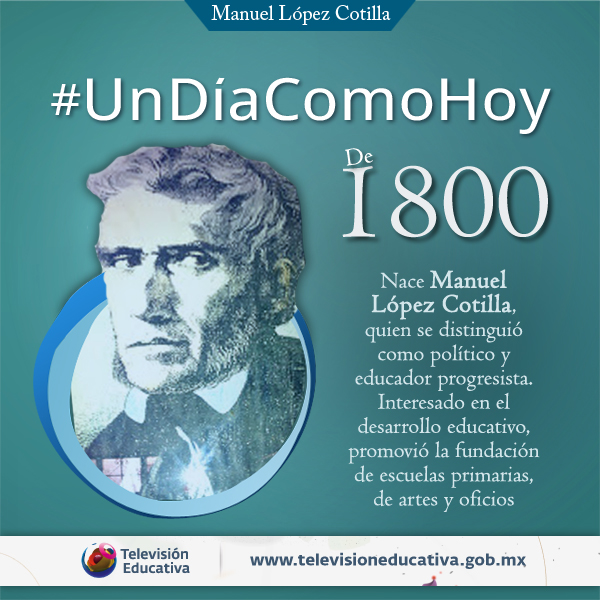 Manuel López Cotilla
#UnDíaComoHoy
De
1800
Nace Manuel
López Cotilla,
quien se distinguió
como político y
educador progresista.
Interesado en el
desarrollo educativo,
promovió la fundación
de escuelas primarias,
de artes y oficios
Televisión
Educativa
www.televisioneducativa.gob.mx